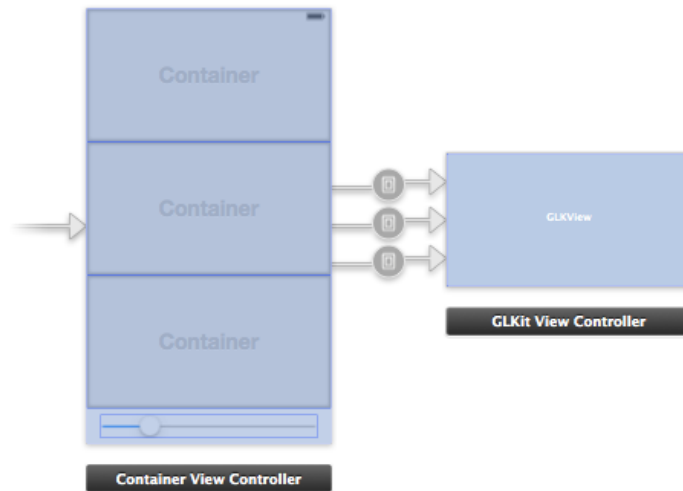 Container
Container
GLKView
Container
GLKit View Controller
Container View Controller